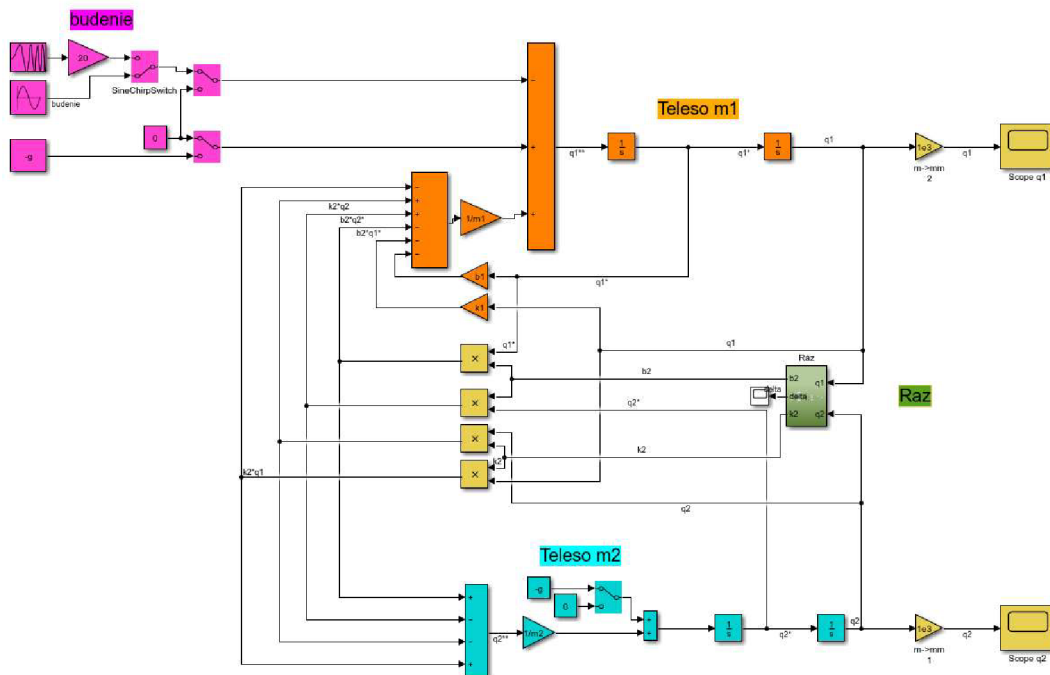 budenie
20
SineChirpSwitch
budenie
0
-g
Teleso m1
q1**
1
s
q1*
1
s
q1
1e3
m->mm
2
q1
Scope q1
k2*q2
b2*q2*
b2*q1*
1/m1
b1
q1*
k1
q1*
q1
Raz
b2
b2
q1
delta
delta
k2
q2
Raz
q2*
k2
k2
k2*q1
q2
Teleso m2
-g
0
q2**
1/m2
1
s
q2*
1
s
q2
1e3
m->mm
1
q2
Scope q2